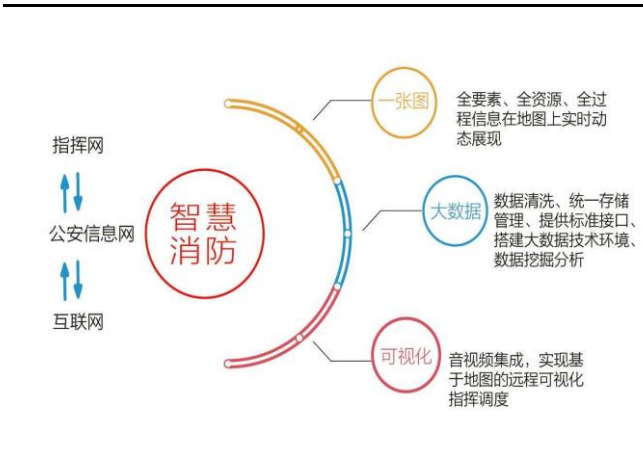 指挥网
公安信息网
互联网
智慧
消防
一张图
全要素、全资源、全过
程信息在地图上实时动
态展现
大数据
数据清洗、统一存储
管理、提供标准接口、
搭建大数据技术环境、
数据挖掘分析
可视化
音视频集成，实现基
于地图的远程可视化
指挥调度